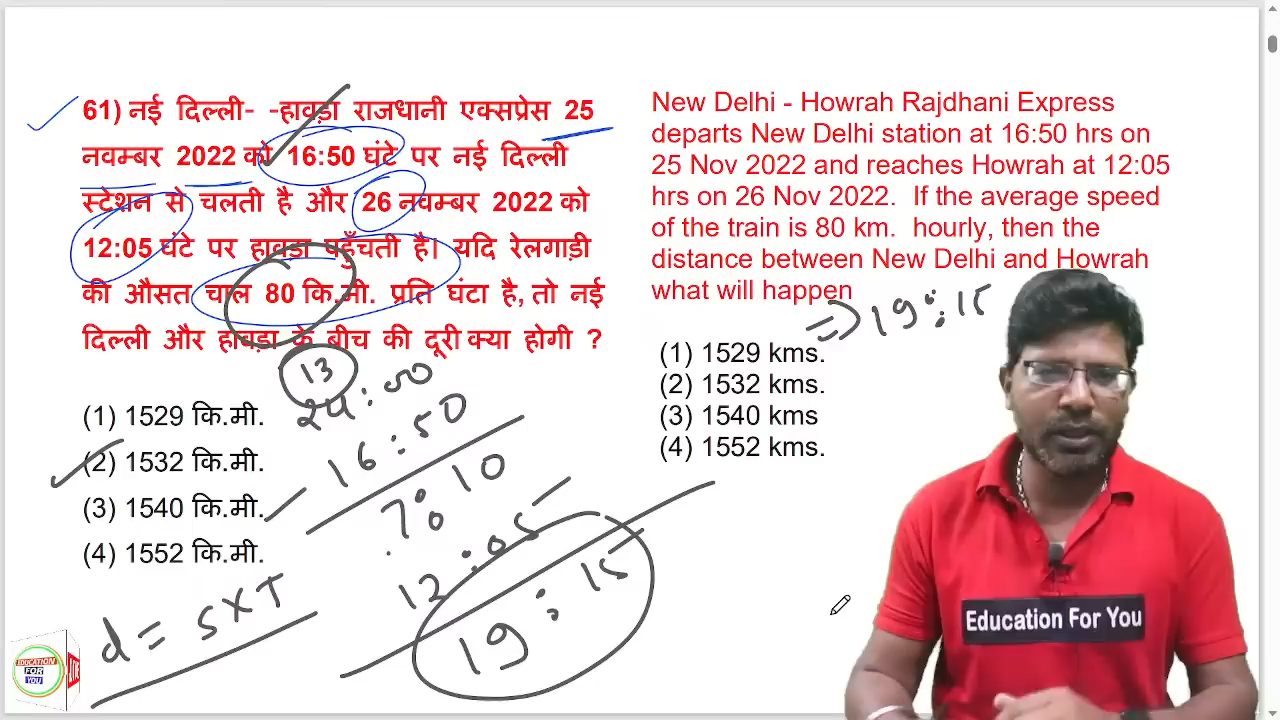 61) नई दिल्ली- -हावड़ा राजधानी एक्सप्रेस 25
नवम्बर 2022 को 16:50 घंटे पर नई दिल्ली
स्टेशन से चलती है और 26 नवम्बर 2022 को
12:05 घंटे पर हावड़ा पहुँचती है। यदि रेलगाड़ी
की औसत चाल 80 कि.मी. प्रति घंटा है, तो नई
दिल्ली और हावड़ा के बीच की दूरी क्या होगी ?
(1) 1529 कि.मी.
(2) 1532 कि.मी.
(3) 1540 कि.मी.
(4) 1552 कि.मी.
13
24:00
16:50
7:10
12:05
19:15
d = S X T
New Delhi - Howrah Rajdhani Express
departs New Delhi station at 16:50 hrs on
25 Nov 2022 and reaches Howrah at 12:05
hrs on 26 Nov 2022. If the average speed
of the train is 80 km. hourly, then the
distance between New Delhi and Howrah
what will happen
⇒ 19:15
(1) 1529 kms.
(2) 1532 kms.
(3) 1540 kms
(4) 1552 kms.
Education For You
EDUCATION
FOR
YOU